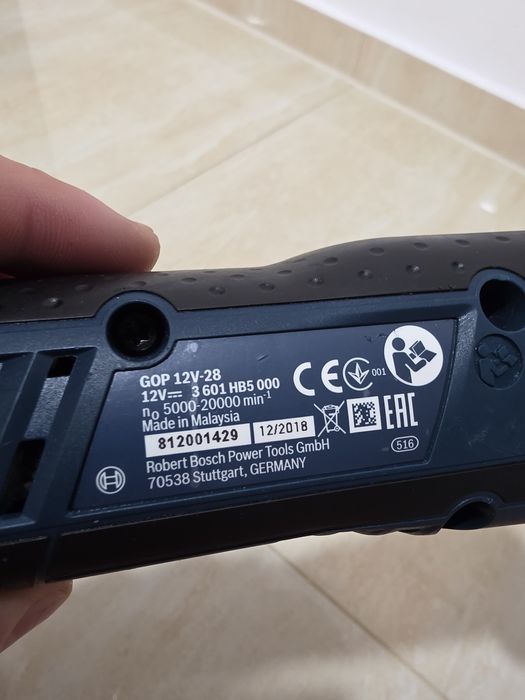 GOP 12V-28
12V⎓ 3 601 HB5 000
n₀ 5000-20000 min⁻¹
Made in Malaysia
812001429 12/2018
Robert Bosch Power Tools GmbH
70538 Stuttgart, GERMANY
CE 001
EAC
516